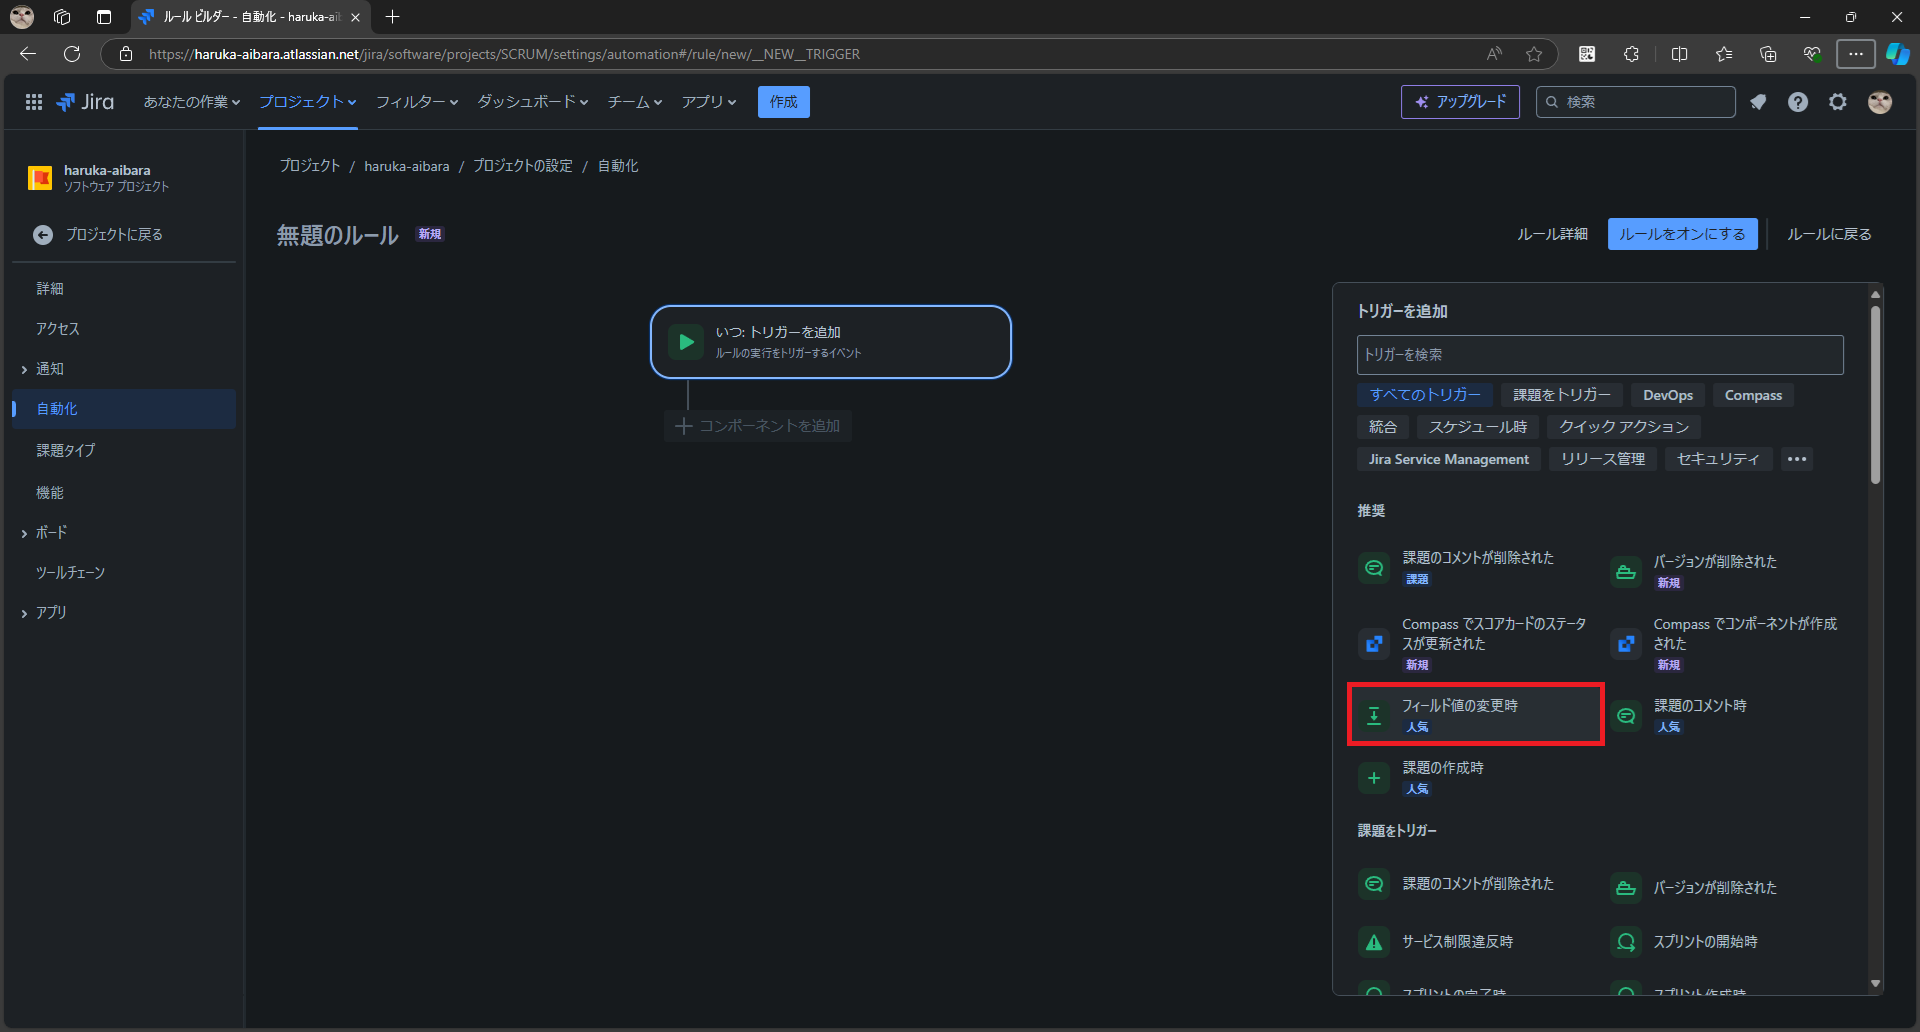 ルール ビルダー - 自動化 - haruka-ai
https://haruka-aibara.atlassian.net/jira/software/projects/SCRUM/settings/automation#/rule/new/__NEW__TRIGGER
Jira
あなたの作業
プロジェクト
フィルター
ダッシュボード
チーム
アプリ
作成
アップグレード
検索
haruka-aibara
ソフトウェア プロジェクト
プロジェクトに戻る
詳細
アクセス
通知
自動化
課題タイプ
機能
ボード
ツールチェーン
アプリ
プロジェクト / haruka-aibara / プロジェクトの設定 / 自動化
無題のルール 新規
ルール詳細
ルールをオンにする
ルールに戻る
いつ: トリガーを追加
ルールの実行をトリガーするイベント
コンポーネントを追加
トリガーを追加
トリガーを検索
すべてのトリガー 課題をトリガー DevOps Compass
統合 スケジュール時 クイック アクション
Jira Service Management リリース管理 セキュリティ
推奨
課題のコメントが削除された
課題
バージョンが削除された
新規
Compass でスコアカードのステータ
スが更新された
新規
Compass でコンポーネントが作成
された
新規
フィールド値の変更時
人気
課題のコメント時
人気
課題の作成時
人気
課題をトリガー
課題のコメントが削除された
バージョンが削除された
サービス制限違反時
スプリントの開始時
スプリントの完了時
スプリント作成時